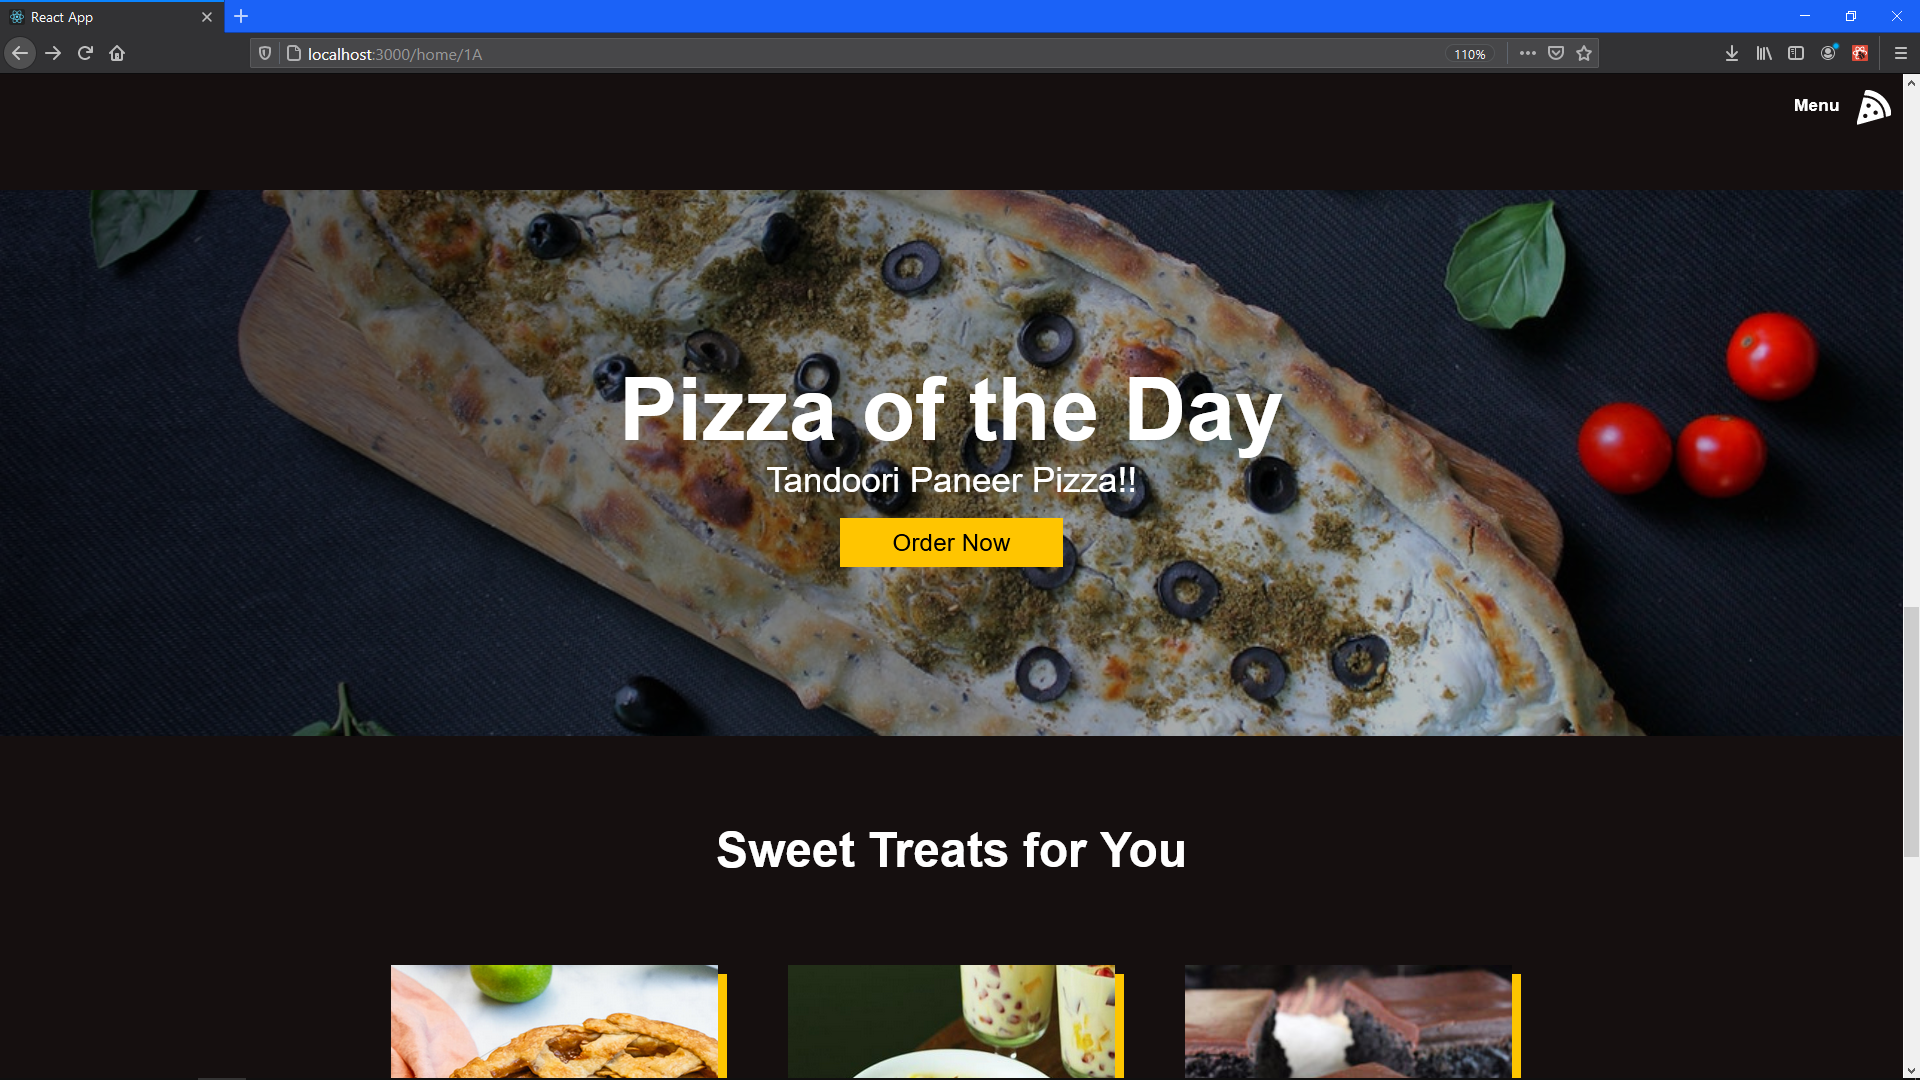 React App
localhost:3000/home/1A
110%
Menu
Pizza of the Day
Tandoori Paneer Pizza!!
Order Now
Sweet Treats for You